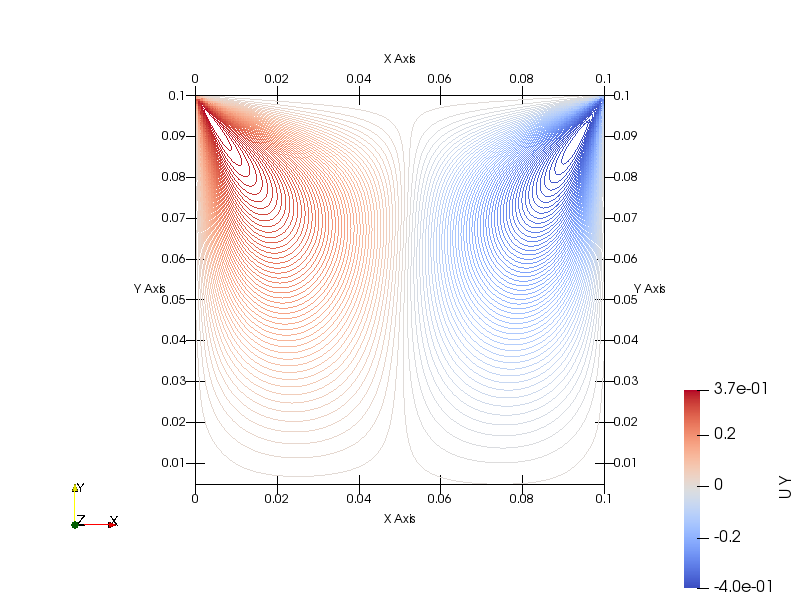 X Axis
0 0.02 0.04 0.06 0.08 0.1
0.1 0.1
0.09 0.09
0.08 0.08
0.07 0.07
0.06 0.06
Y Axis Y Axis
0.05 0.05
0.04 0.04
0.03 0.03
0.02 0.02
0.01 0.01
0 0.02 0.04 0.06 0.08 0.1
X Axis
3.7e-01
0.2
0
-0.2
-4.0e-01
U Y
Y
Z X